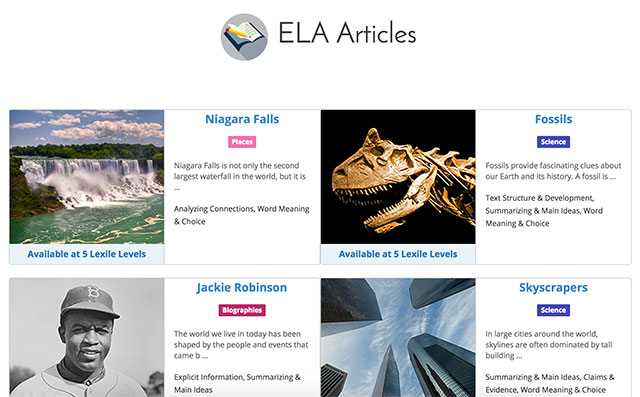 ELA Articles
Niagara Falls
Places
Niagara Falls is not only the second
largest waterfall in the world, but it is
...
Analyzing Connections, Word Meaning
& Choice
Available at 5 Lexile Levels
Fossils
Science
Fossils provide fascinating clues about
our Earth and its history. A fossil is ...
Text Structure & Development,
Summarizing & Main Ideas, Word
Meaning & Choice
Available at 5 Lexile Levels
Jackie Robinson
Biographies
The world we live in today has been
shaped by the people and events that
came b ...
Explicit Information, Summarizing &
Main Ideas
B
Skyscrapers
Science
In large cities around the world,
skylines are often dominated by tall
building ...
Summarizing & Main Ideas, Claims &
Evidence, Word Meaning & Choice